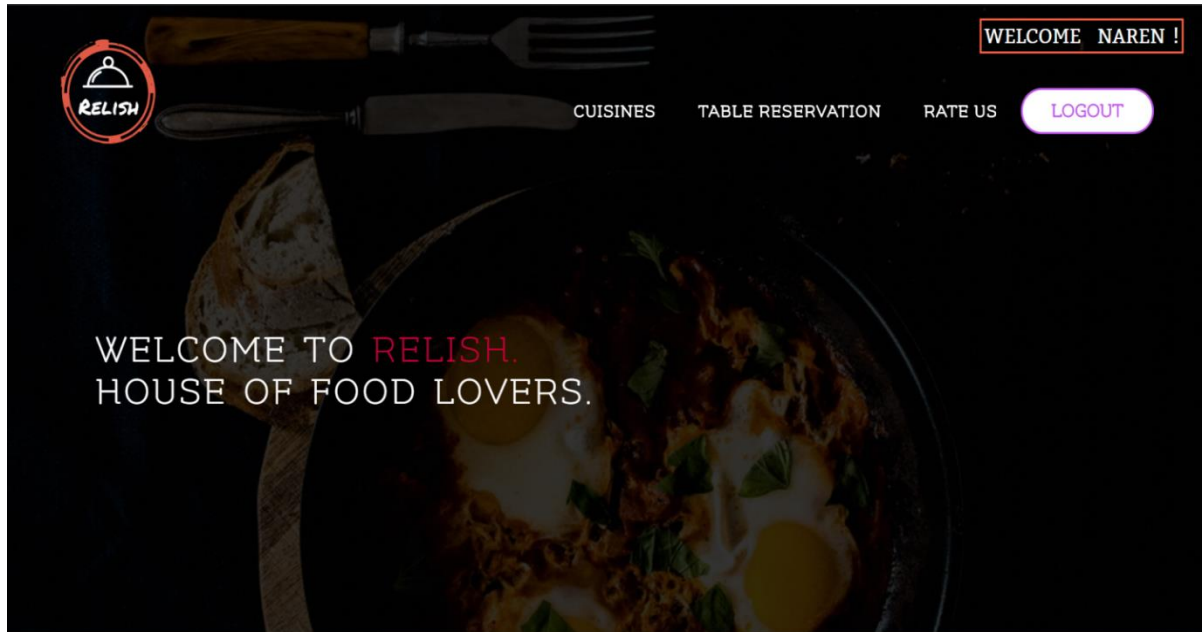 WELCOME NAREN !
RELISH
CUISINES TABLE RESERVATION RATE US LOGOUT
WELCOME TO RELISH.
HOUSE OF FOOD LOVERS.